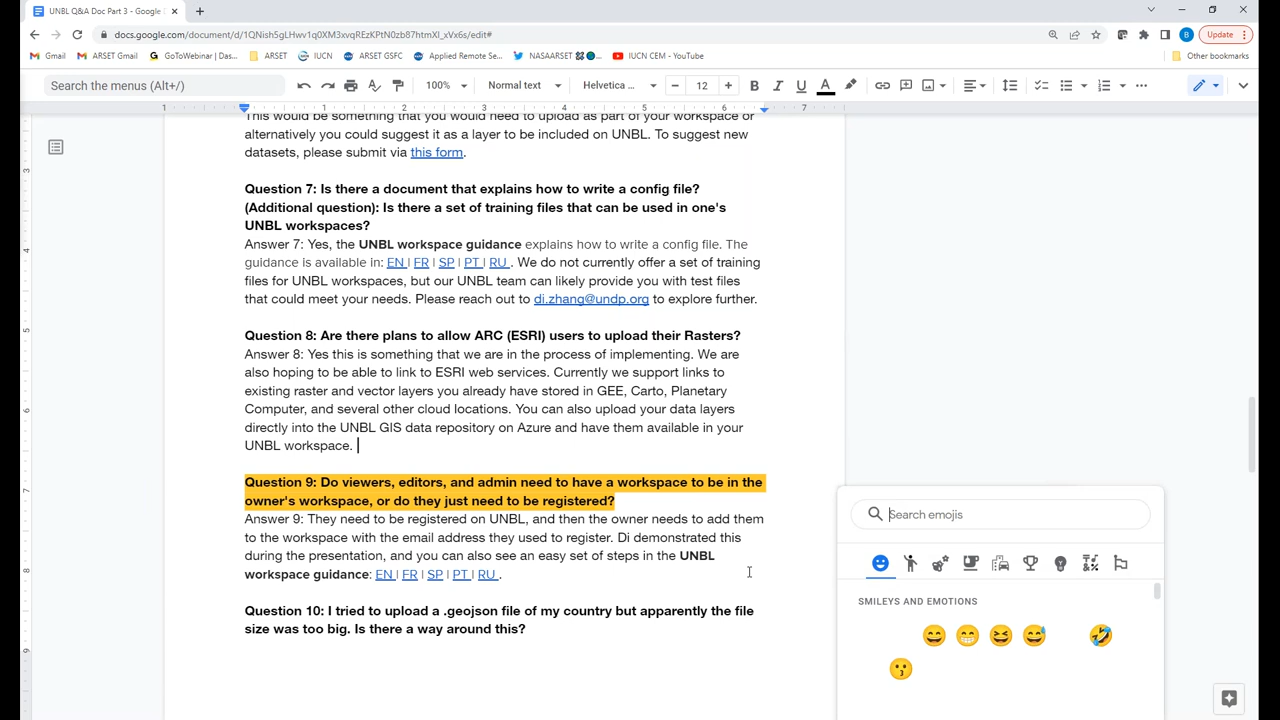 UNBL Q&A Doc Part 3 - Google
docs.google.com/document/d/1QNish5gLHwv1q0XM3xvqREzKPtN0zb87htmXI_xVx6s/edit#
Update
Gmail
ARSET Gmail
GoToWebinar | Das...
ARSET
IUCN
ARSET GSFC
Applied Remote Se...
NASAARSET
IUCN CEM - YouTube
Other bookmarks
Search the menus (Alt+/)
100%
Normal text
Helvetica ...
12
1 1 2 3 4 5 6 7
This would be something that you would need to upload as part of your workspace or
alternatively you could suggest it as a layer to be included on UNBL. To suggest new
datasets, please submit via this form.
Question 7: Is there a document that explains how to write a config file?
(Additional question): Is there a set of training files that can be used in one's
UNBL workspaces?
Answer 7: Yes, the UNBL workspace guidance explains how to write a config file. The
guidance is available in: EN | FR | SP | PT | RU . We do not currently offer a set of training
files for UNBL workspaces, but our UNBL team can likely provide you with test files
that could meet your needs. Please reach out to di.zhang@undp.org to explore further.
Question 8: Are there plans to allow ARC (ESRI) users to upload their Rasters?
Answer 8: Yes this is something that we are in the process of implementing. We are
also hoping to be able to link to ESRI web services. Currently we support links to
existing raster and vector layers you already have stored in GEE, Carto, Planetary
Computer, and several other cloud locations. You can also upload your data layers
directly into the UNBL GIS data repository on Azure and have them available in your
UNBL workspace.
Question 9: Do viewers, editors, and admin need to have a workspace to be in the
owner's workspace, or do they just need to be registered?
Answer 9: They need to be registered on UNBL, and then the owner needs to add them
to the workspace with the email address they used to register. Di demonstrated this
during the presentation, and you can also see an easy set of steps in the UNBL
workspace guidance: EN | FR | SP | PT | RU .
Question 10: I tried to upload a .geojson file of my country but apparently the file
size was too big. Is there a way around this?
Search emojis
SMILEYS AND EMOTIONS